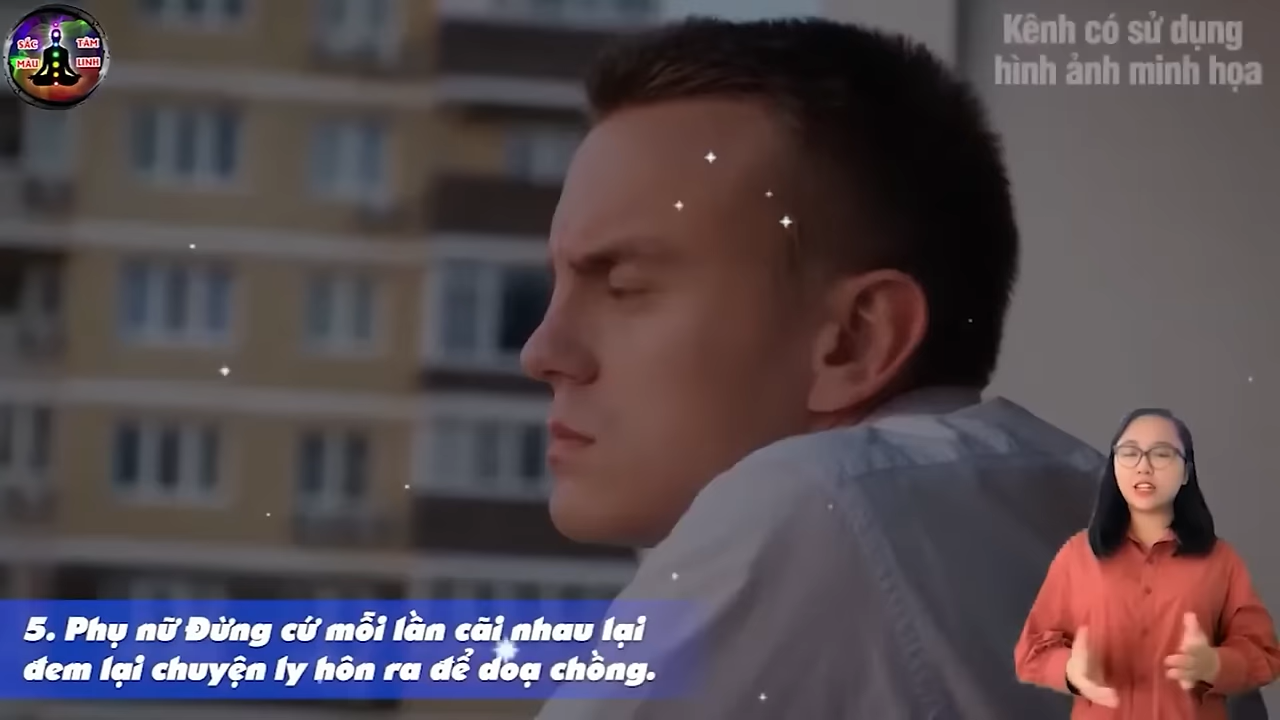 SẮC TÂM
MÀU LINH
Kênh có sử dụng
hình ảnh minh họa
5. Phụ nữ Đừng cứ mỗi lần cãi nhau lại
đem lại chuyện ly hôn ra để doạ chồng.